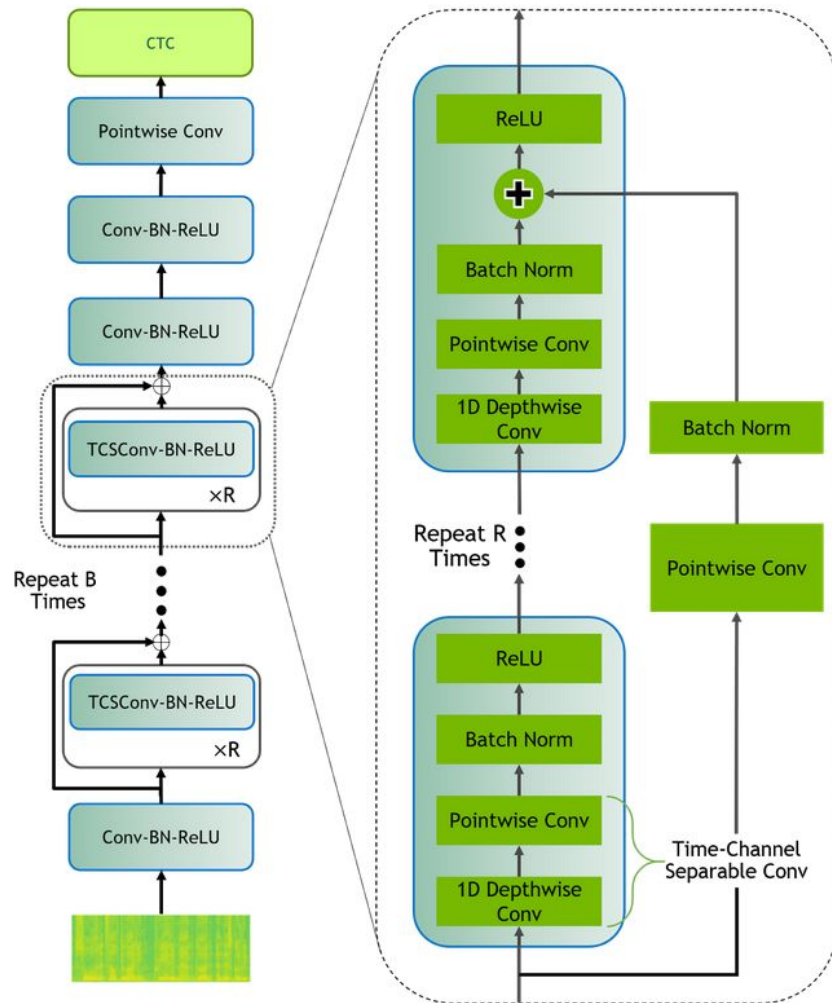 CTC
Pointwise Conv
Conv-BN-ReLU
Conv-BN-ReLU
TCSConv-BN-ReLU
×R
Repeat B
Times
TCSConv-BN-ReLU
×R
Conv-BN-ReLU
ReLU
Batch Norm
Pointwise Conv
1D Depthwise
Conv
Repeat R
Times
ReLU
Batch Norm
Pointwise Conv
1D Depthwise
Conv
Batch Norm
Pointwise Conv
Time-Channel
Separable Conv